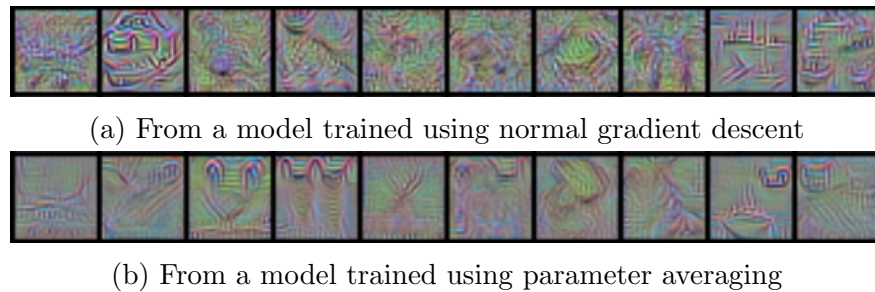 (a) From a model trained using normal gradient descent
(b) From a model trained using parameter averaging